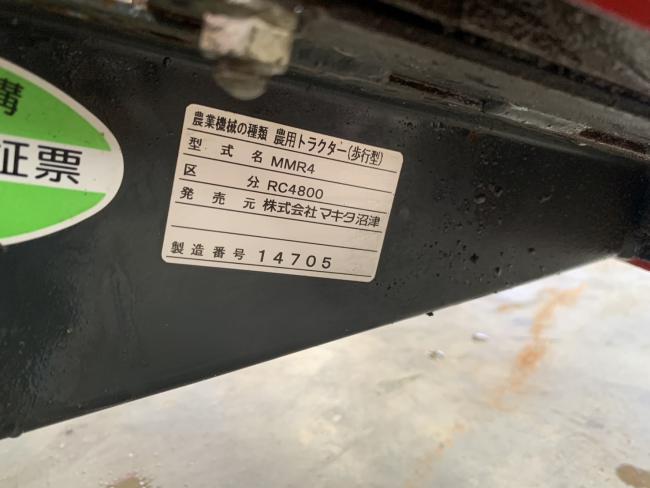 構
証票
農業機械の種類 農用トラクター(歩行型)
型式名 MMR4
区分 RC4800
発売元 株式会社マキタ沼津
製造番号 14705